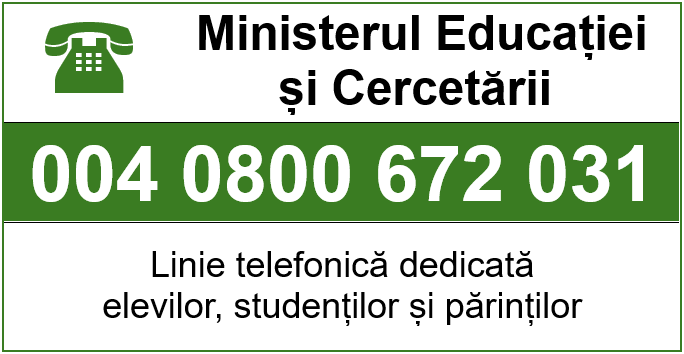 Ministerul Educației
și Cercetării
004 0800 672 031
Linie telefonică dedicată
elevilor, studenților și părinților